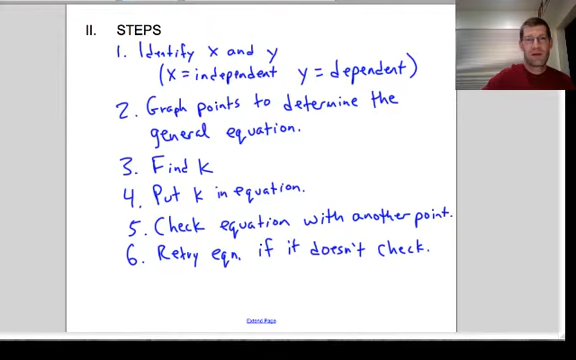 II. STEPS
1. Identify x and y
(x = independent y = dependent)
2. Graph points to determine the
general equation.
3. Find k
4. Put k in equation.
5. Check equation with another point.
6. Retry eqn. if it doesn't check.
Extend Page